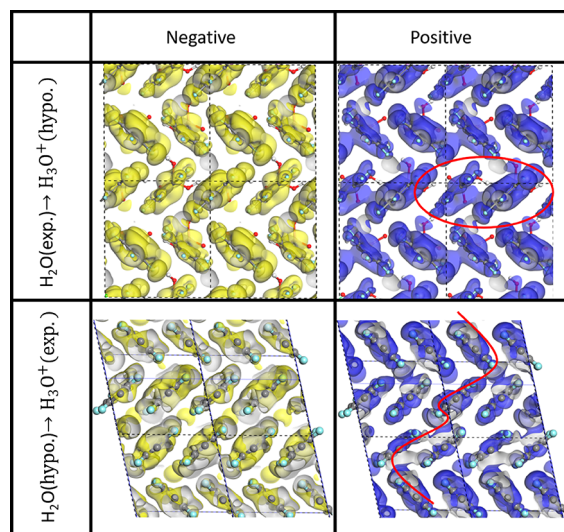 Negative
Positive
H₂O(exp.)→ H₃O⁺(hypo.)
H₂O(hypo.)→ H₃O⁺(exp.)